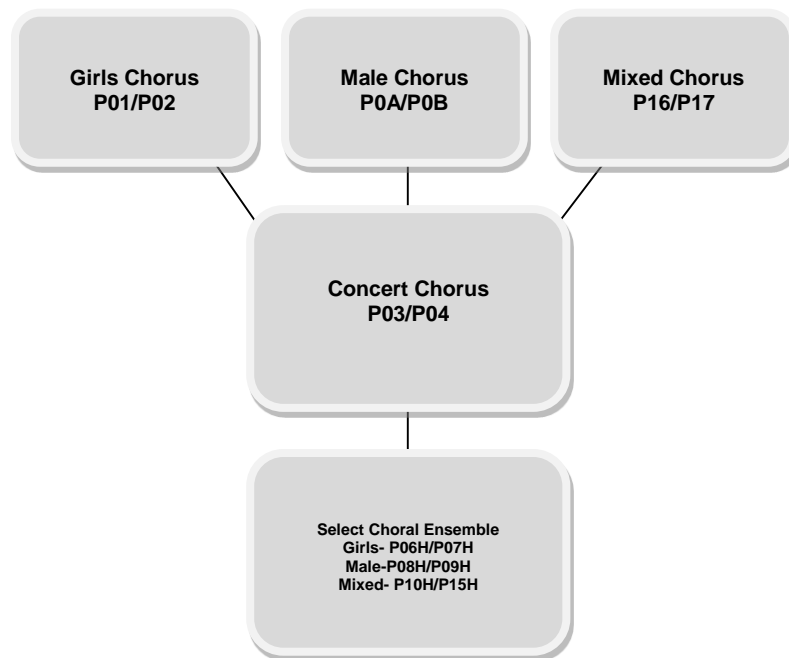 Girls Chorus
P01/P02
Male Chorus
P0A/P0B
Mixed Chorus
P16/P17
Concert Chorus
P03/P04
Select Choral Ensemble
Girls- P06H/P07H
Male-P08H/P09H
Mixed- P10H/P15H